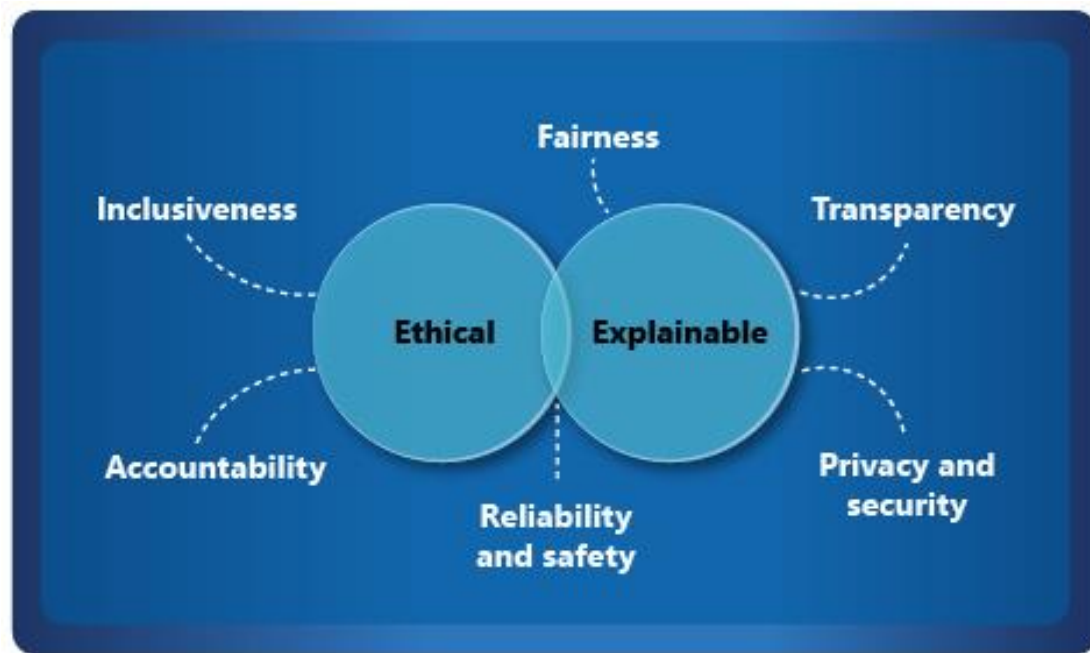 Fairness
Inclusiveness
Transparency
Ethical
Explainable
Accountability
Privacy and
security
Reliability
and safety